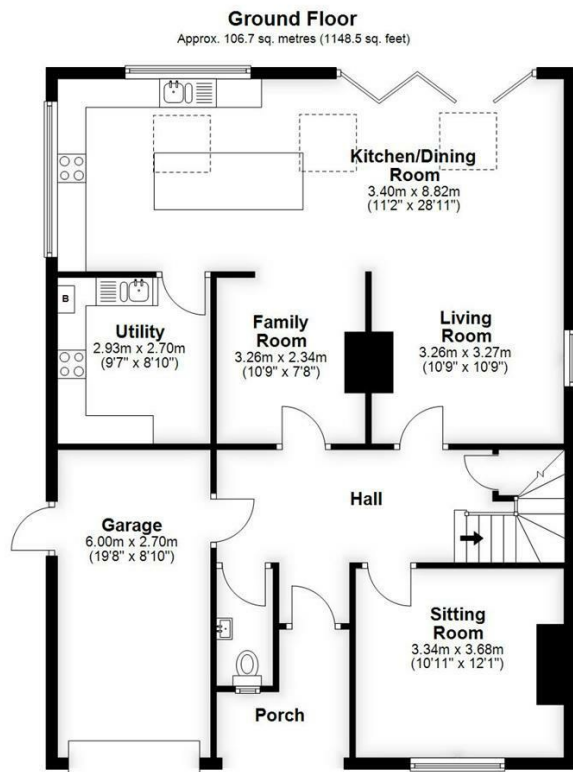 Ground Floor
Approx. 106.7 sq. metres (1148.5 sq. feet)
Kitchen/Dining
Room
3.40m x 8.82m
(11'2" x 28'11")
B
Utility
2.93m x 2.70m
(9'7" x 8'10")
Family
Room
3.26m x 2.34m
(10'9" x 7'8")
Living
Room
3.26m x 3.27m
(10'9" x 10'9")
Hall
Garage
6.00m x 2.70m
(19'8" x 8'10")
Sitting
Room
3.34m x 3.68m
(10'11" x 12'1")
Porch